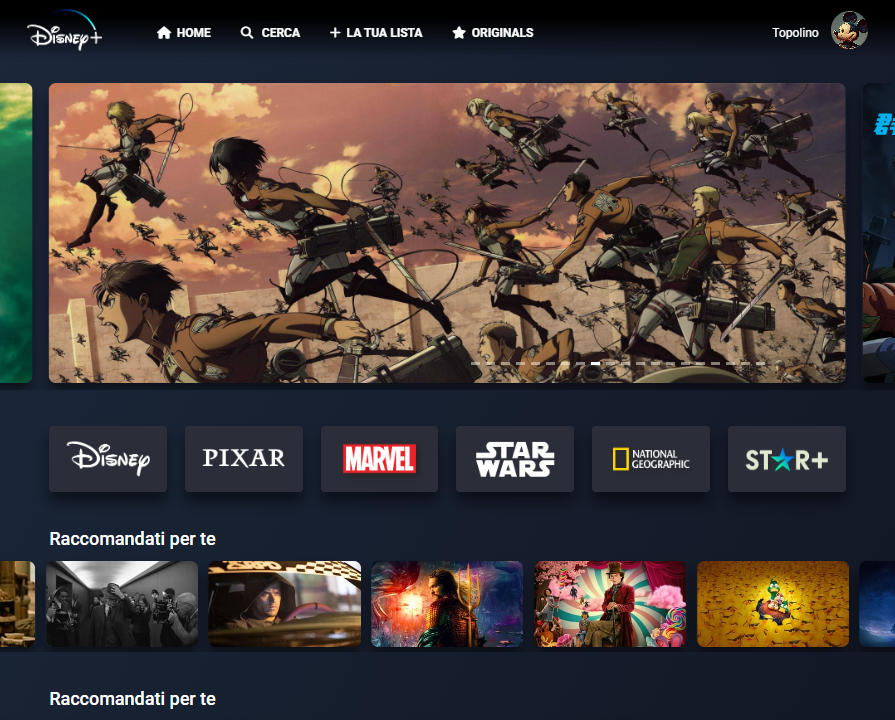 Disney+
HOME
CERCA
LA TUA LISTA
ORIGINALS
Topolino
Disney
PIXAR
MARVEL
STAR
WARS
NATIONAL
GEOGRAPHIC
ST★R+
Raccomandati per te
Raccomandati per te